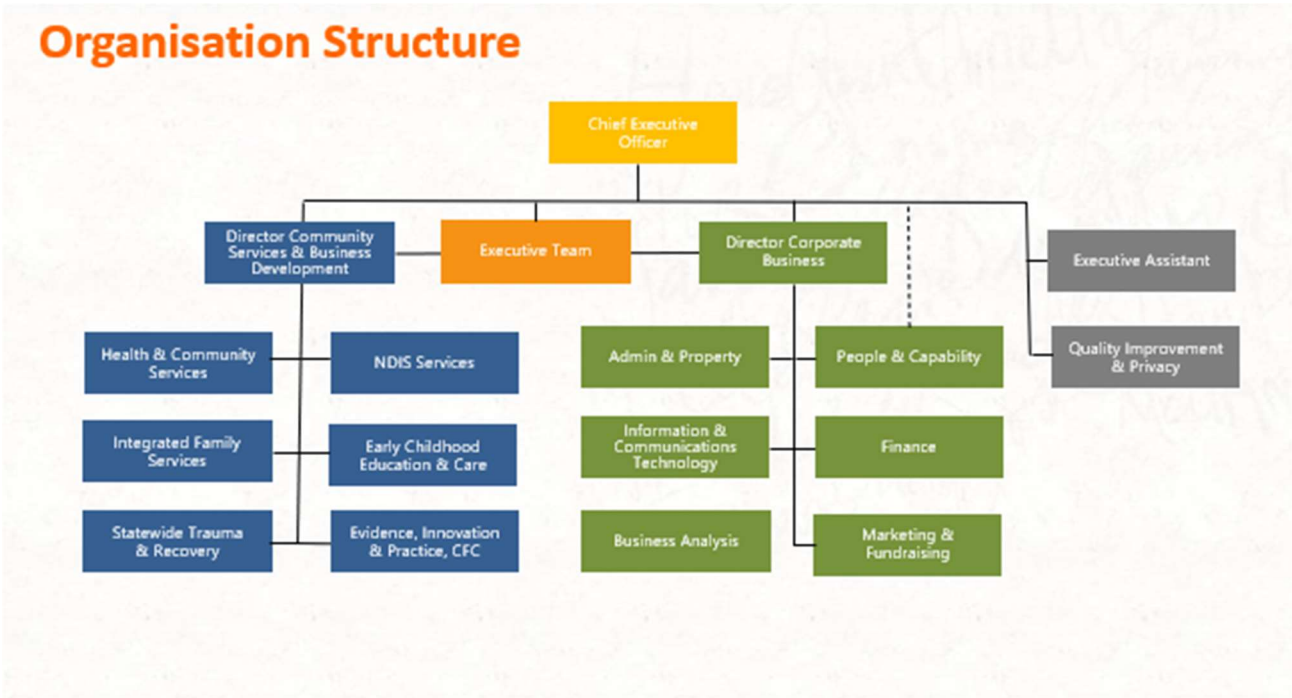 Organisation Structure
Chief Executive
Officer
Director Community
Services & Business
Development
Executive Team
Director Corporate
Business
Executive Assistant
Health & Community
Services
NDIS Services
Admin & Property
People & Capability
Quality Improvement
& Privacy
Integrated Family
Services
Early Childhood
Education & Care
Information &
Communications
Technology
Finance
Statewide Trauma
& Recovery
Evidence, Innovation
& Practice, CFC
Business Analysis
Marketing &
Fundraising